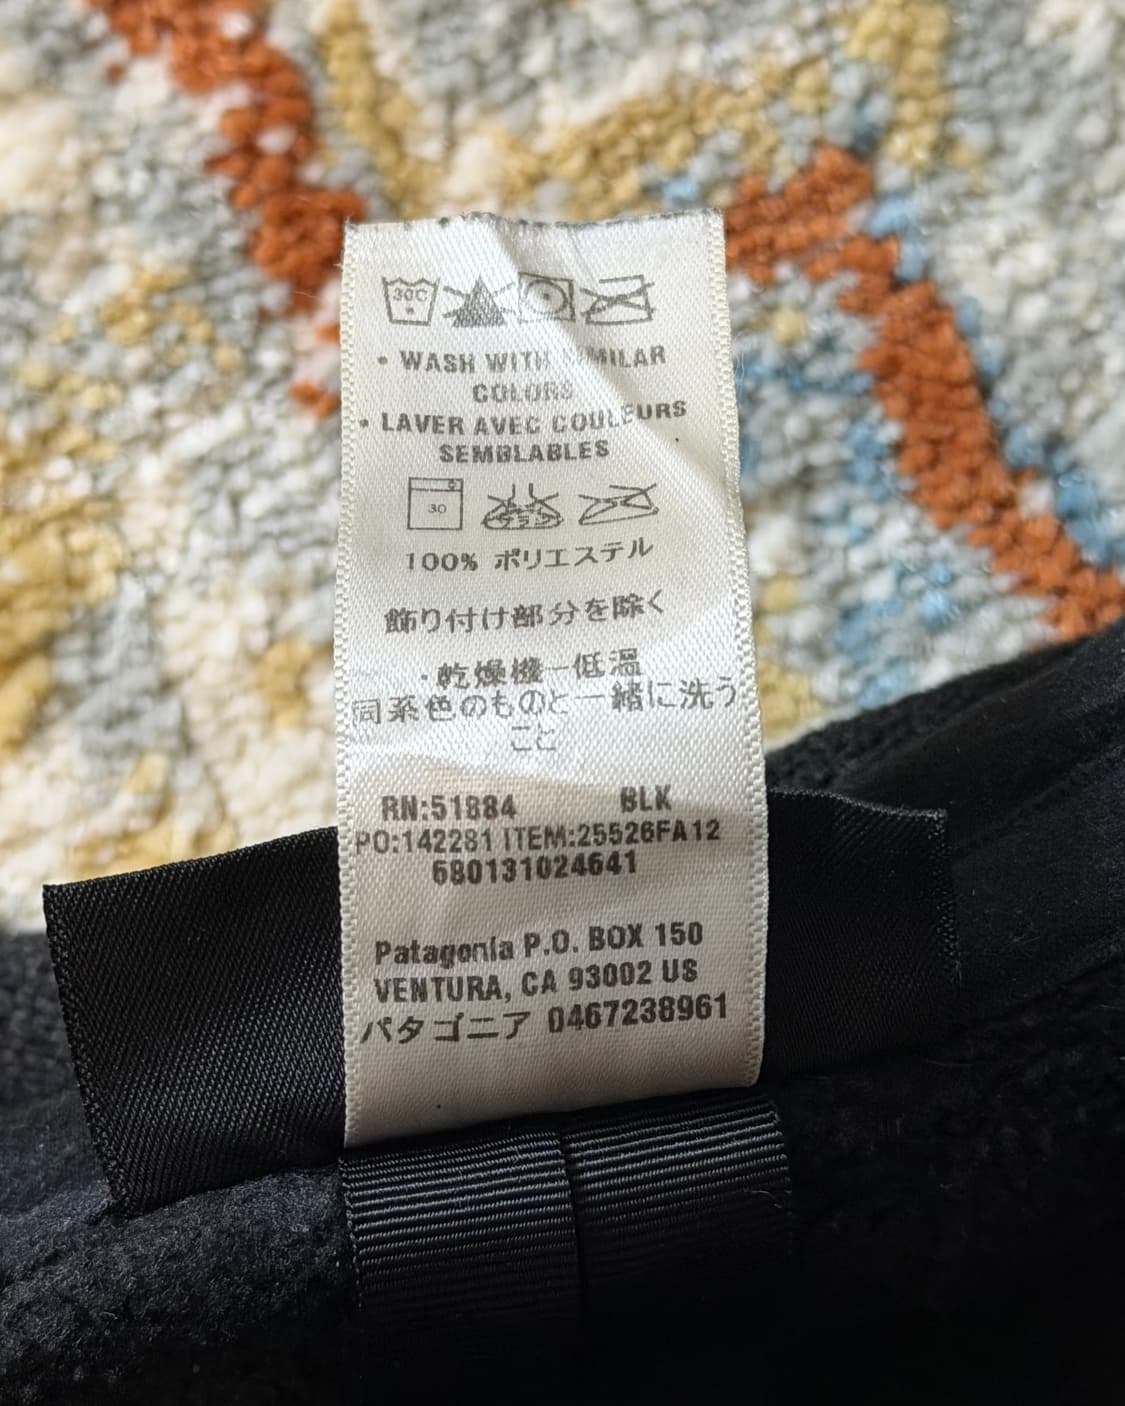 30C
• WASH WITH SIMILAR
COLORS
• LAVER AVEC COULEURS
SEMBLABLES
30
100% ポリエステル
飾り付け部分を除く
・乾燥機一低温
同系色のものと一緒に洗う
こと
RN:51884 BLK
PO:142281 ITEM:25526FA12
680131024641
Patagonia P.O. BOX 150
VENTURA, CA 93002 US
パタゴニア 0467238961